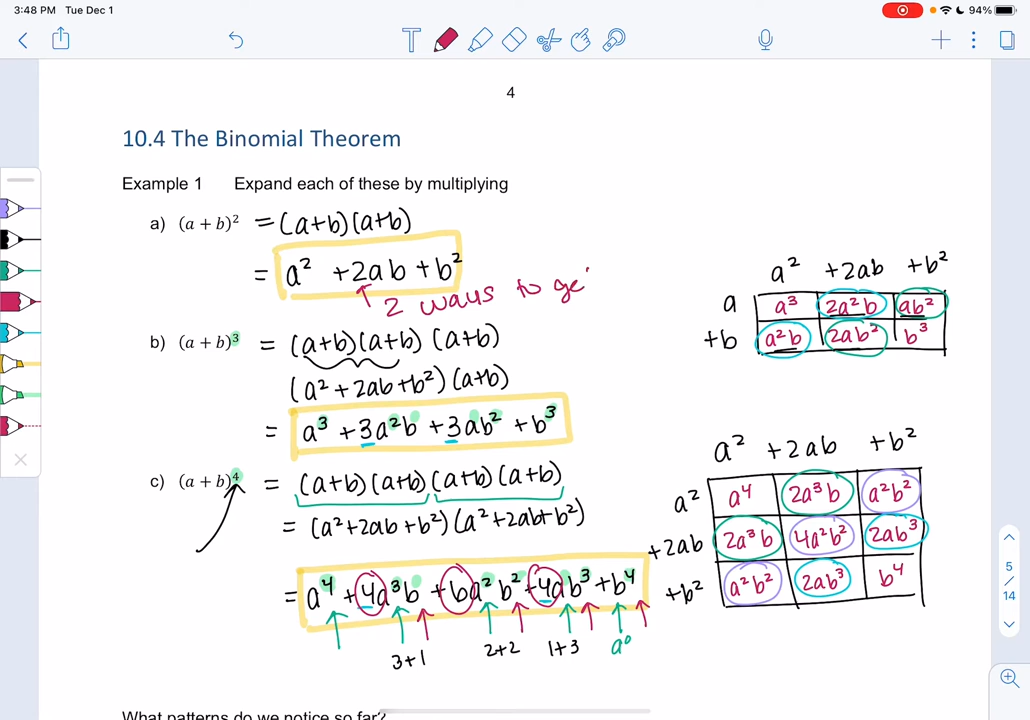 3:48 PM Tue Dec 1
94%
T
4
10.4 The Binomial Theorem
Example 1 Expand each of these by multiplying
a) (a + b)² = (a+b)(a+b)
= a² +2ab +b²
2 ways to ge
b) (a + b)³ = (a+b)(a+b)(a+b)
(a²+2ab+b²)(a+b)
= a³ +3a²b +3ab² +b³
c) (a + b)⁴ = (a+b)(a+b)(a+b)(a+b)
= (a²+2ab+b²)(a²+2ab+b²)
= a⁴ +4a³b +6a²b² +4ab³ +b⁴
3+1 2+2 1+3 a⁰
a² +2ab +b²
a a³ 2a²b ab²
+b a²b 2ab² b³
a² +2ab +b²
a² a⁴ 2a³b a²b²
+2ab 2a³b 4a²b² 2ab³
+b² a²b² 2ab³ b⁴
What patterns do we notice so far?
5
14